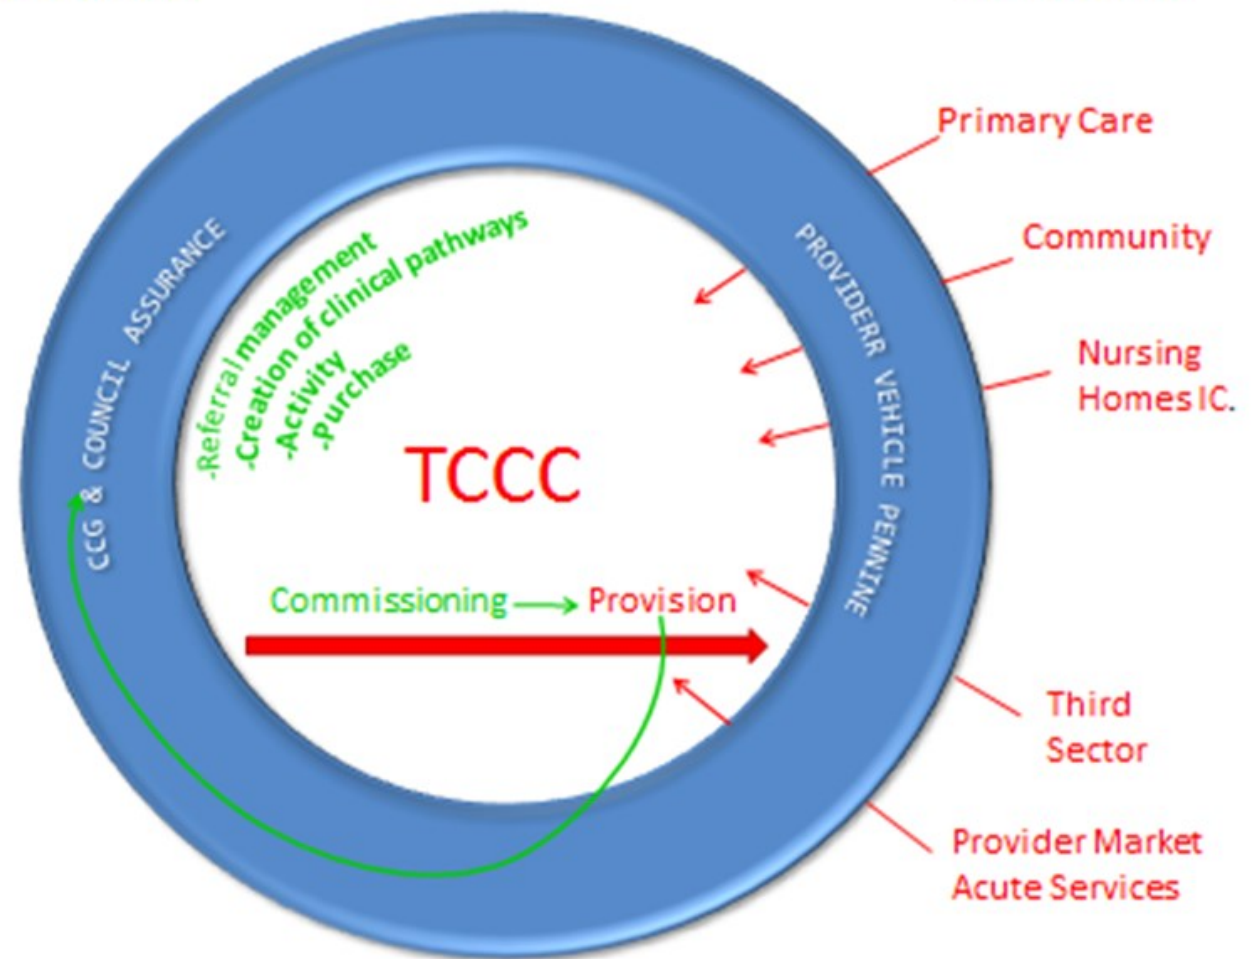 CCG & COUNCIL ASSURANCE
-Referral management
-Creation of clinical pathways
-Activity
-Purchase
TCCC
Commissioning
Provision
PROVIDERR VEHICLE PENNINE
Primary Care
Community
Nursing
Homes IC.
Third
Sector
Provider Market
Acute Services